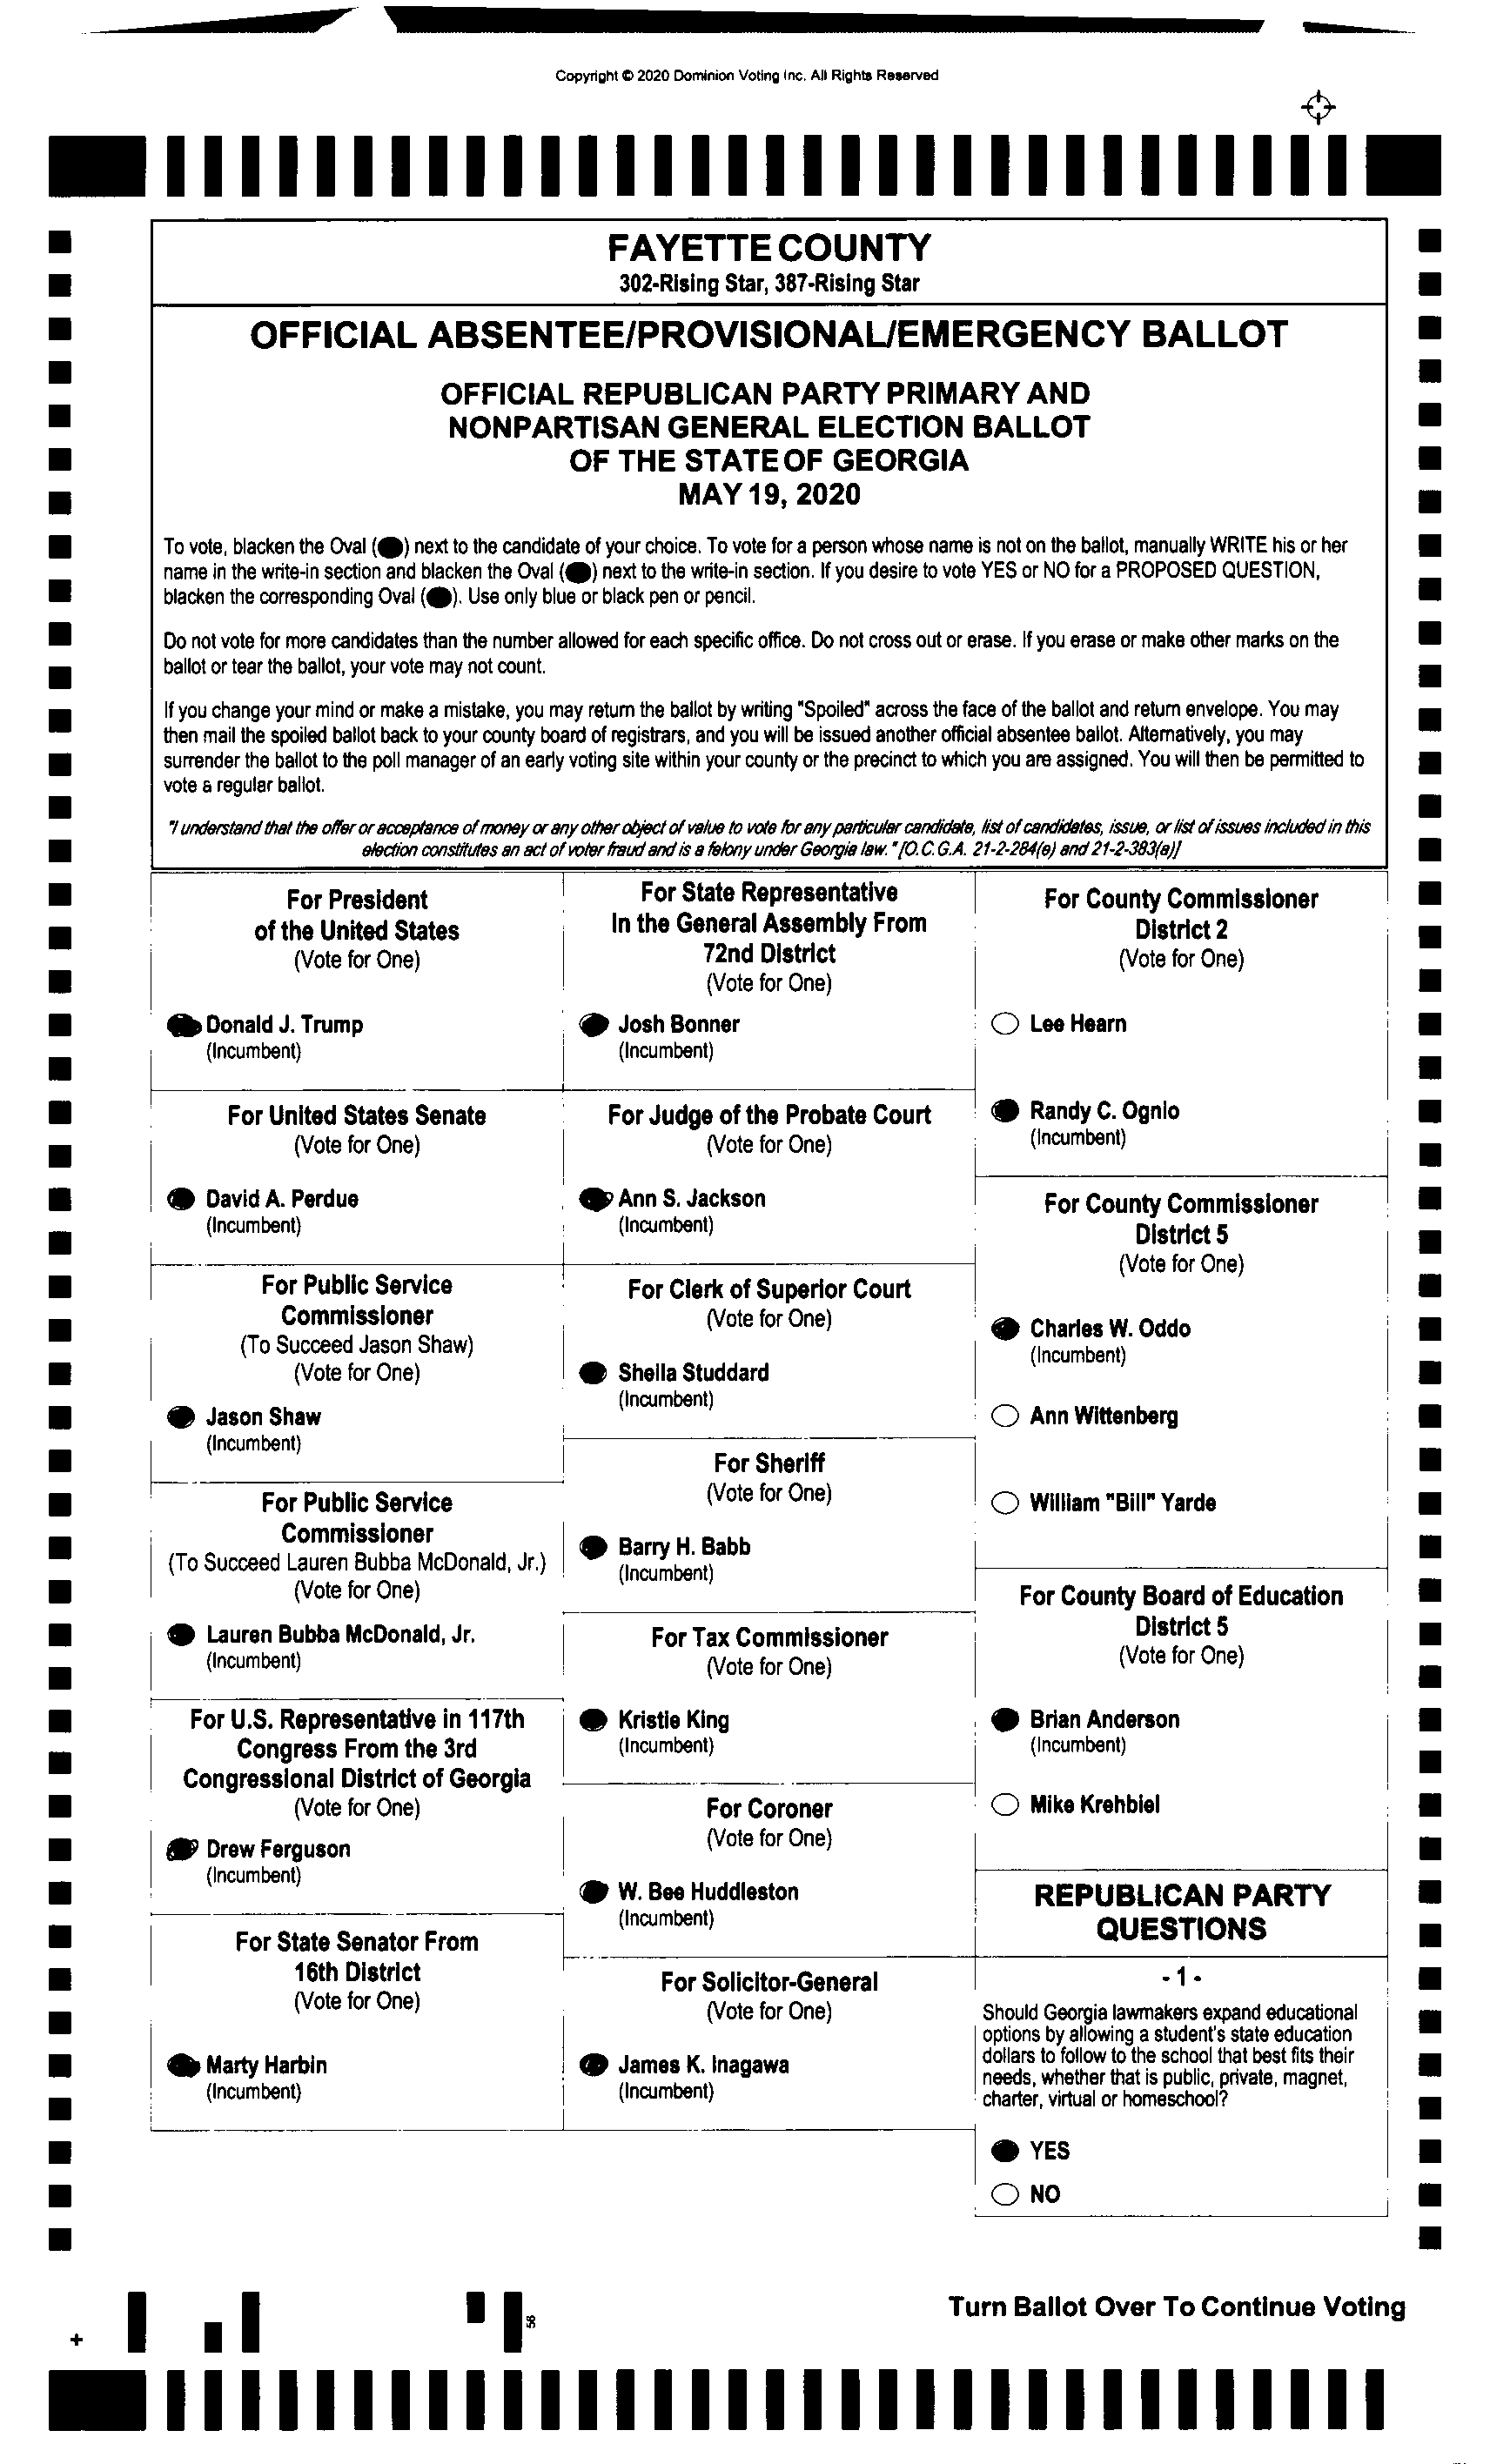 Copyright © 2020 Dominion Voting Inc. All Rights Reserved
FAYETTE COUNTY
302-Rising Star, 387-Rising Star
OFFICIAL ABSENTEE/PROVISIONAL/EMERGENCY BALLOT
OFFICIAL REPUBLICAN PARTY PRIMARY AND
NONPARTISAN GENERAL ELECTION BALLOT
OF THE STATE OF GEORGIA
MAY 19, 2020
To vote, blacken the Oval (●) next to the candidate of your choice. To vote for a person whose name is not on the ballot, manually WRITE his or her
name in the write-in section and blacken the Oval (●) next to the write-in section. If you desire to vote YES or NO for a PROPOSED QUESTION,
blacken the corresponding Oval (●). Use only blue or black pen or pencil.
Do not vote for more candidates than the number allowed for each specific office. Do not cross out or erase. If you erase or make other marks on the
ballot or tear the ballot, your vote may not count.
If you change your mind or make a mistake, you may return the ballot by writing "Spoiled" across the face of the ballot and return envelope. You may
then mail the spoiled ballot back to your county board of registrars, and you will be issued another official absentee ballot. Alternatively, you may
surrender the ballot to the poll manager of an early voting site within your county or the precinct to which you are assigned. You will then be permitted to
vote a regular ballot.
"I understand that the offer or acceptance of money or any other object of value to vote for any particular candidate, list of candidates, issue, or list of issues included in this
election constitutes an act of voter fraud and is a felony under Georgia law." [O.C.G.A. 21-2-284(e) and 21-2-383(a)]
For President
of the United States
(Vote for One)
Donald J. Trump
(Incumbent)
For United States Senate
(Vote for One)
David A. Perdue
(Incumbent)
For Public Service
Commissioner
(To Succeed Jason Shaw)
(Vote for One)
Jason Shaw
(Incumbent)
For Public Service
Commissioner
(To Succeed Lauren Bubba McDonald, Jr.)
(Vote for One)
Lauren Bubba McDonald, Jr.
(Incumbent)
For U.S. Representative in 117th
Congress From the 3rd
Congressional District of Georgia
(Vote for One)
Drew Ferguson
(Incumbent)
For State Senator From
16th District
(Vote for One)
Marty Harbin
(Incumbent)
For State Representative
In the General Assembly From
72nd District
(Vote for One)
Josh Bonner
(Incumbent)
For Judge of the Probate Court
(Vote for One)
Ann S. Jackson
(Incumbent)
For Clerk of Superior Court
(Vote for One)
Sheila Studdard
(Incumbent)
For Sheriff
(Vote for One)
Barry H. Babb
(Incumbent)
For Tax Commissioner
(Vote for One)
Kristie King
(Incumbent)
For Coroner
(Vote for One)
W. Bee Huddleston
(Incumbent)
For Solicitor-General
(Vote for One)
James K. Inagawa
(Incumbent)
For County Commissioner
District 2
(Vote for One)
Lee Hearn
Randy C. Ognio
(Incumbent)
For County Commissioner
District 5
(Vote for One)
Charles W. Oddo
(Incumbent)
Ann Wittenberg
William "Bill" Yarde
For County Board of Education
District 5
(Vote for One)
Brian Anderson
(Incumbent)
Mike Krehbiel
REPUBLICAN PARTY
QUESTIONS
- 1 -
Should Georgia lawmakers expand educational
options by allowing a student's state education
dollars to follow to the school that best fits their
needs, whether that is public, private, magnet,
charter, virtual or homeschool?
YES
NO
Turn Ballot Over To Continue Voting
+
56